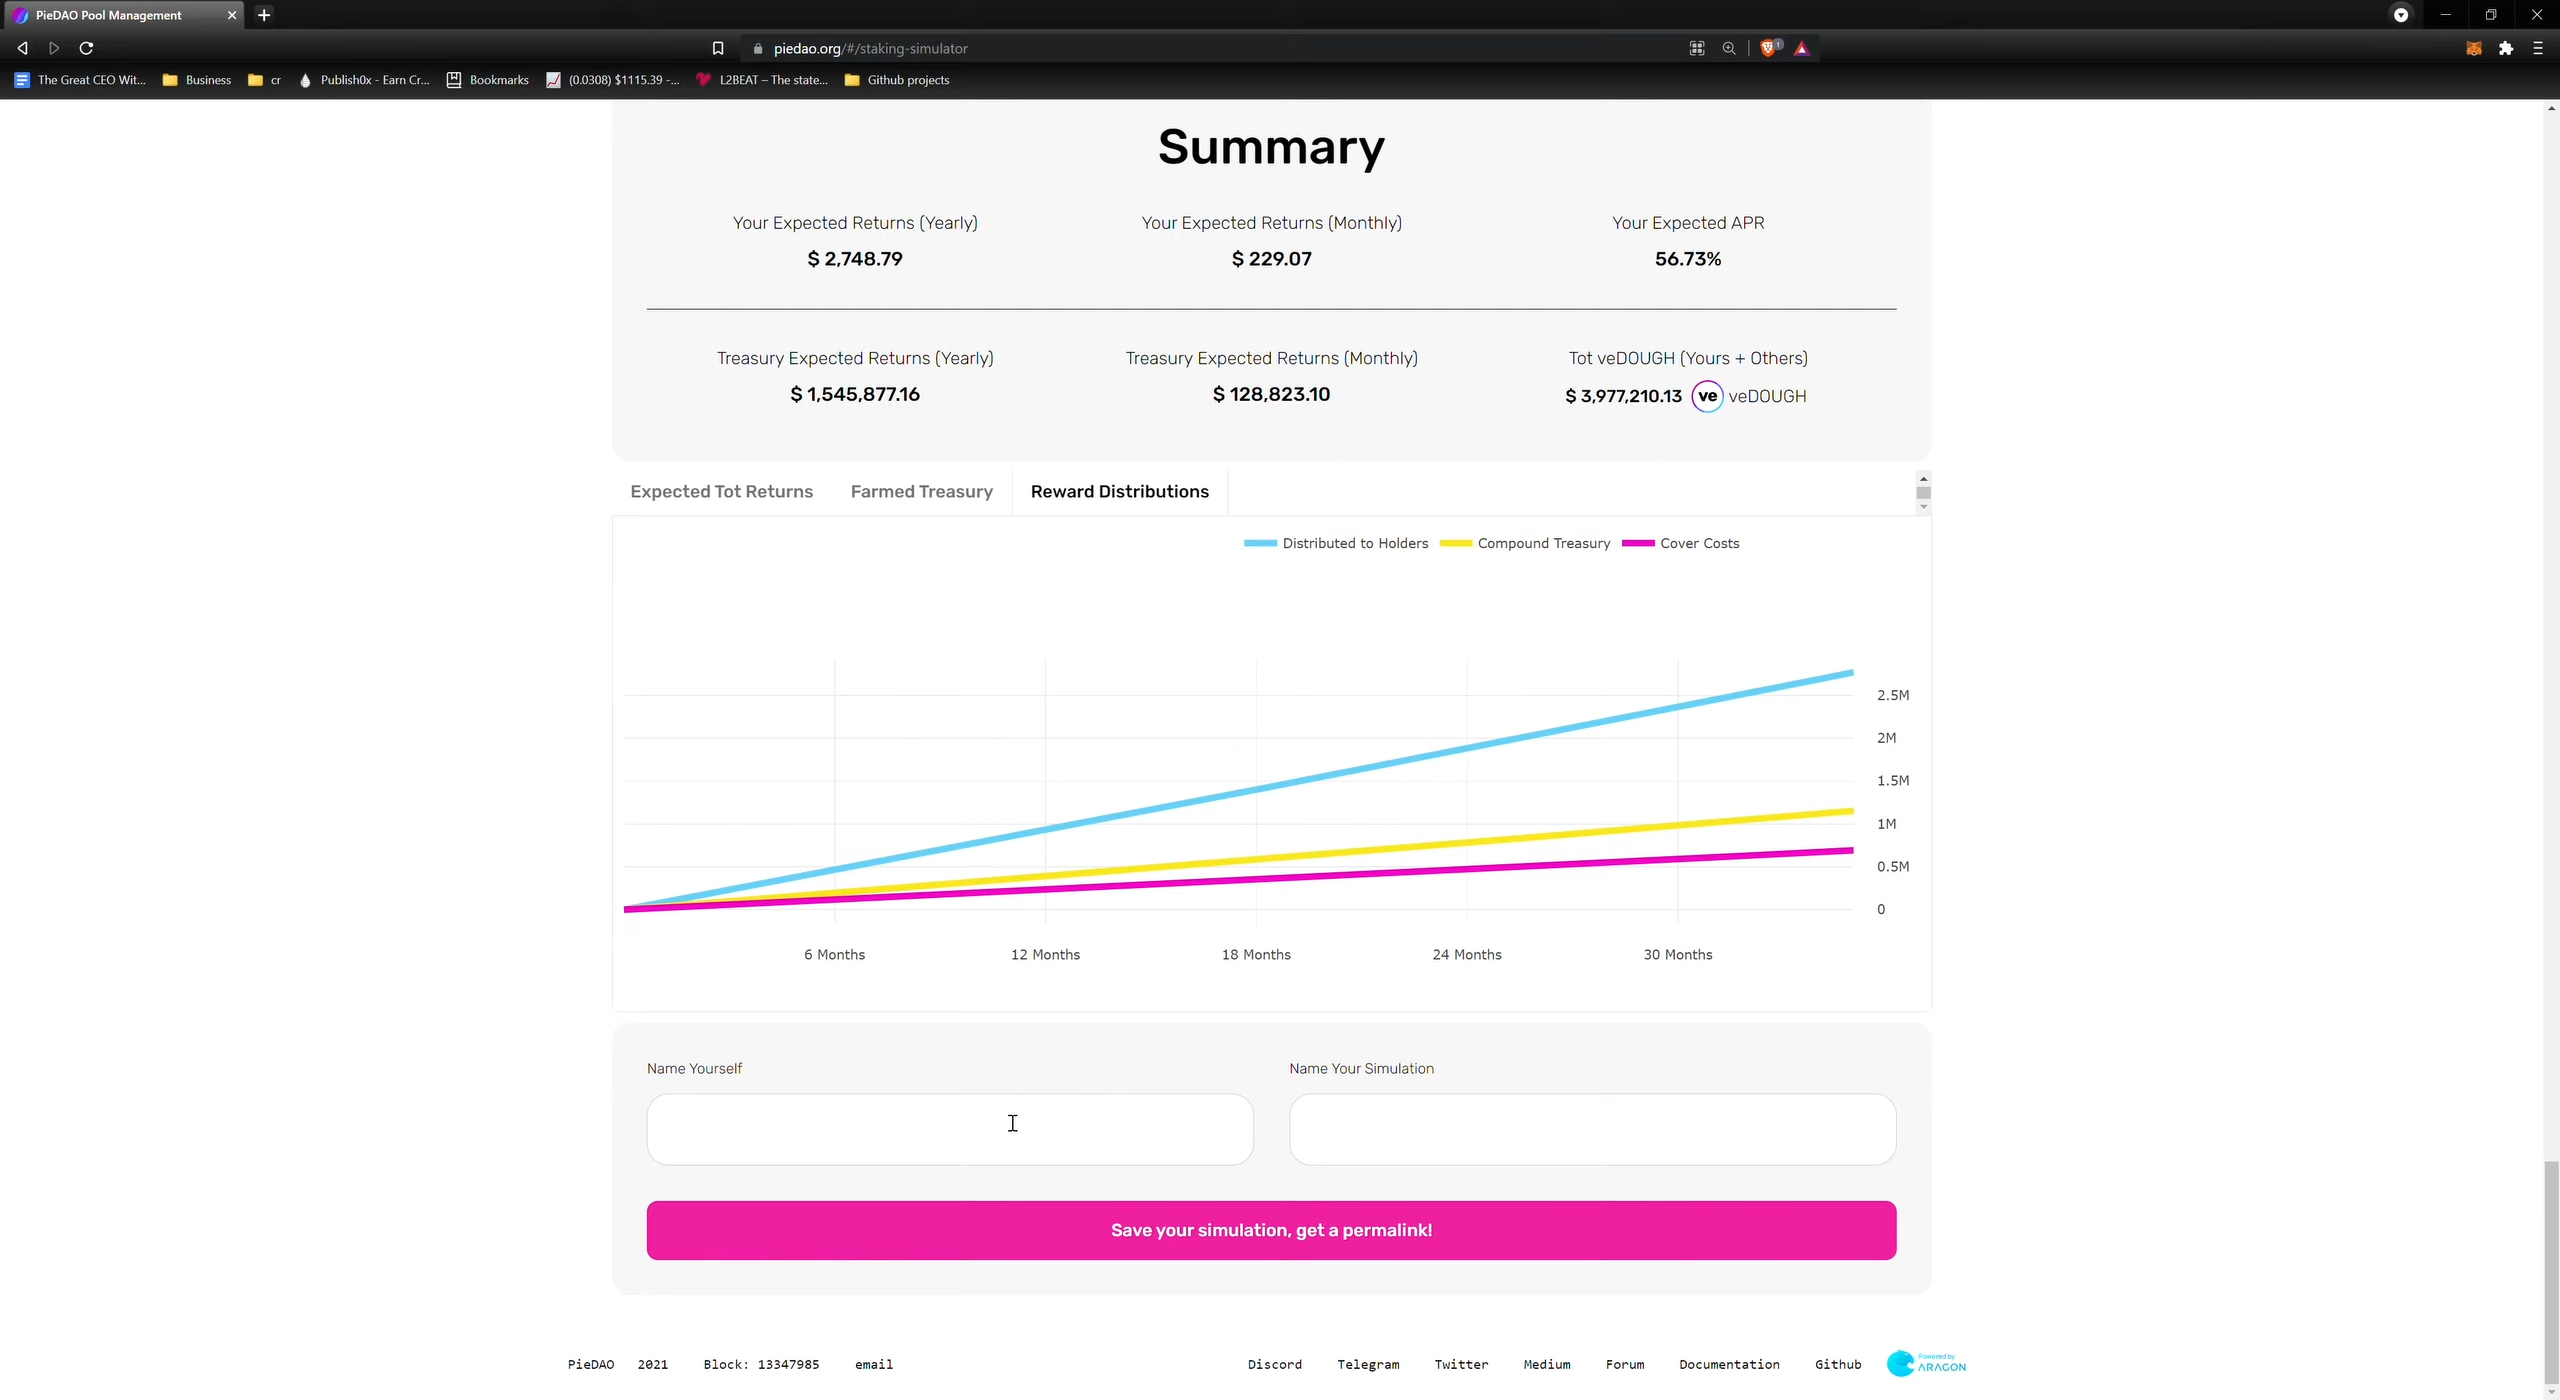 PieDAO Pool Management
piedao.org/#/staking-simulator
1
The Great CEO Wit...
Business
cr
Publish0x - Earn Cr...
Bookmarks
(0.0308) $1115.39 -...
L2BEAT – The state...
Github projects
Summary
Your Expected Returns (Yearly)
$ 2,748.79
Your Expected Returns (Monthly)
$ 229.07
Your Expected APR
56.73%
Treasury Expected Returns (Yearly)
$ 1,545,877.16
Treasury Expected Returns (Monthly)
$ 128,823.10
Tot veDOUGH (Yours + Others)
$ 3,977,210.13 ve veDOUGH
Expected Tot Returns
Farmed Treasury
Reward Distributions
Distributed to Holders
Compound Treasury
Cover Costs
2.5M
2M
1.5M
1M
0.5M
0
6 Months
12 Months
18 Months
24 Months
30 Months
Name Yourself
Name Your Simulation
Save your simulation, get a permalink!
PieDAO
2021
Block: 13347985
email
Discord
Telegram
Twitter
Medium
Forum
Documentation
Github
Powered by
ARAGON